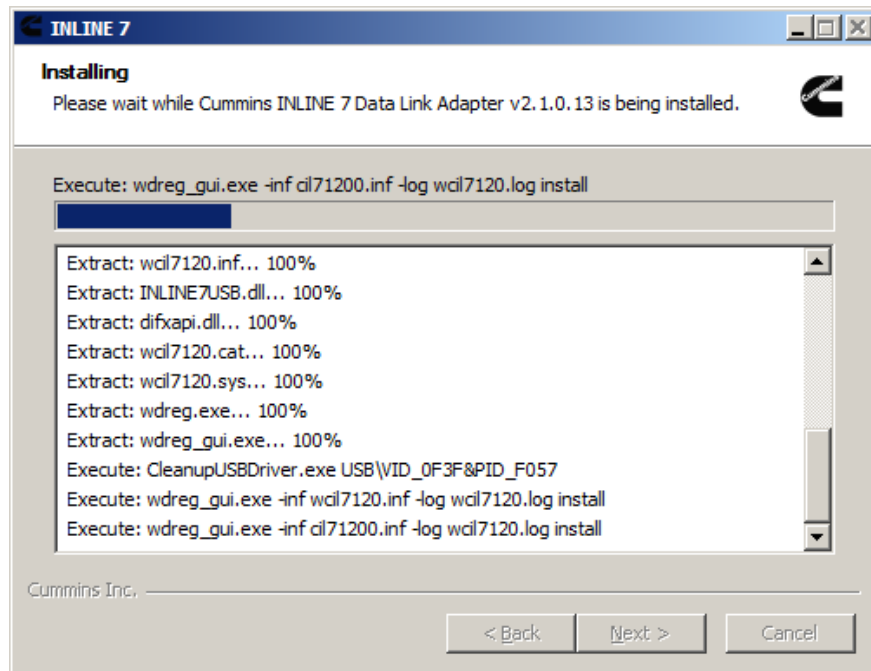 INLINE 7
Installing
Please wait while Cummins INLINE 7 Data Link Adapter v2.1.0.13 is being installed.
Cummins
Execute: wdreg_gui.exe -inf cil71200.inf -log wcil7120.log install
Extract: wcil7120.inf... 100%
Extract: INLINE7USB.dll... 100%
Extract: difxapi.dll... 100%
Extract: wcil7120.cat... 100%
Extract: wcil7120.sys... 100%
Extract: wdreg.exe... 100%
Extract: wdreg_gui.exe... 100%
Execute: CleanupUSBDriver.exe USB\VID_0F3F&PID_F057
Execute: wdreg_gui.exe -inf wcil7120.inf -log wcil7120.log install
Execute: wdreg_gui.exe -inf cil71200.inf -log wcil7120.log install
Cummins Inc.
< Back Next > Cancel